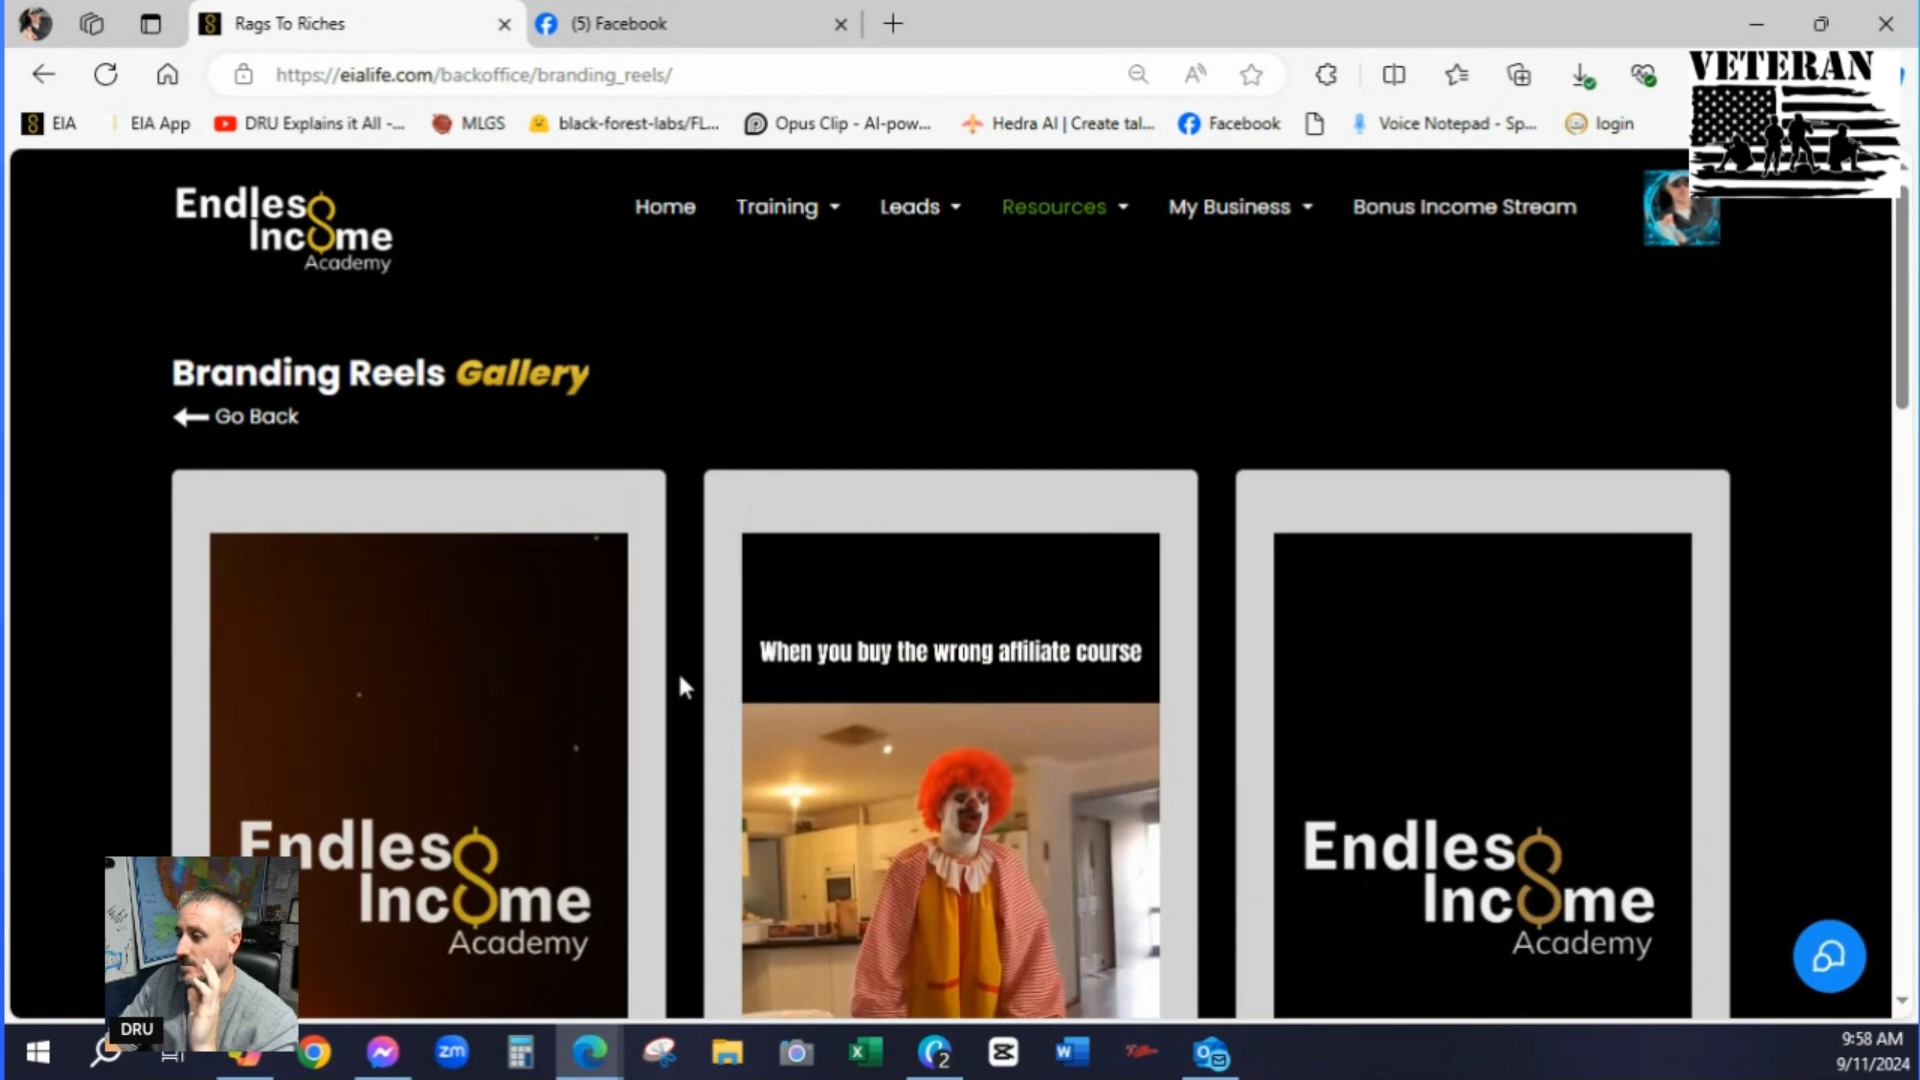 Rags To Riches
(5) Facebook
https://eialife.com/backoffice/branding_reels/
VETERAN
EIA
EIA App
DRU Explains it All -...
MLGS
black-forest-labs/FL...
Opus Clip - AI-pow...
Hedra AI | Create tal...
Facebook
Voice Notepad - Sp...
login
Endless
Income
Academy
Home
Training
Leads
Resources
My Business
Bonus Income Stream
Branding Reels Gallery
Go Back
Endless
Income
Academy
When you buy the wrong affiliate course
Endless
Income
Academy
DRU
zm
2
9:58 AM
9/11/2024